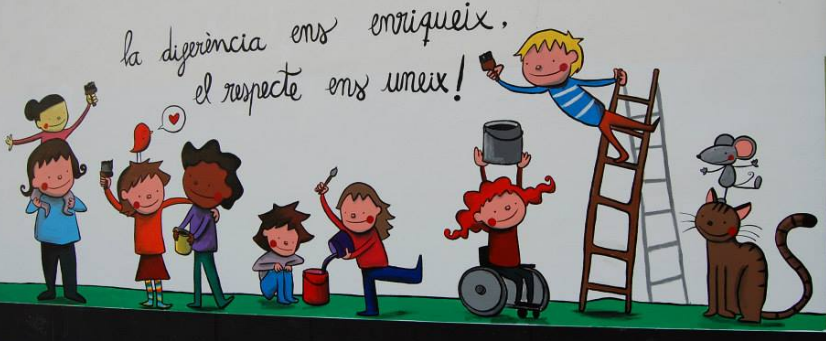 la diferència ens enriqueix,
el respecte ens uneix!